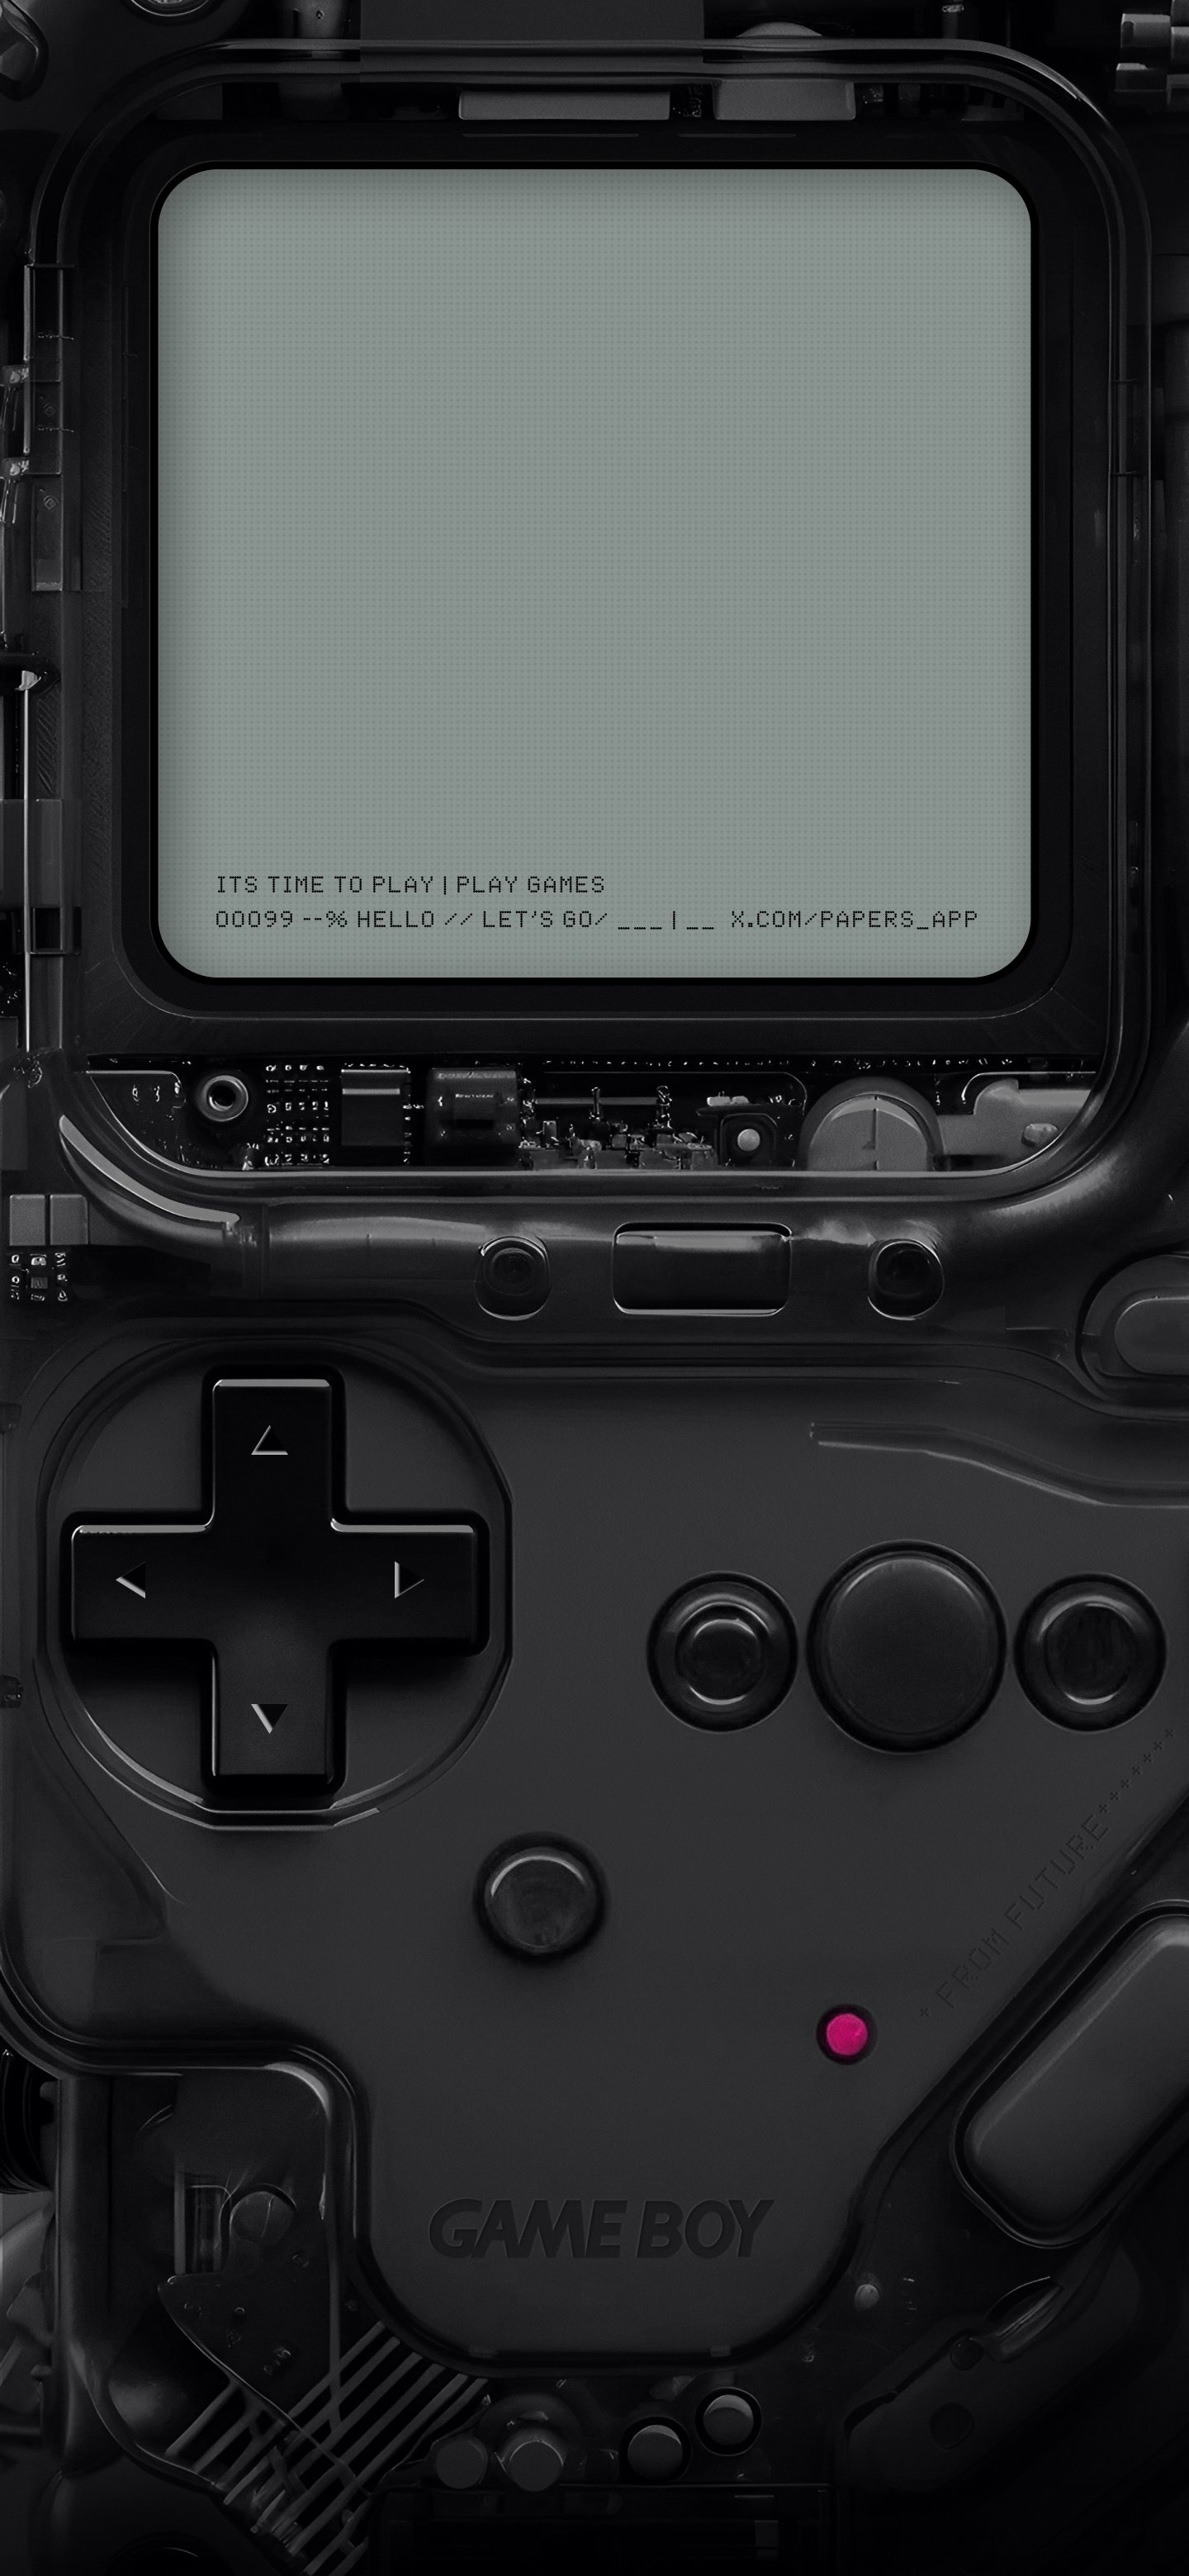 ITS TIME TO PLAY | PLAY GAMES
00099 --% HELLO // LET'S GO/ ___|__ X.COM/PAPERS_APP
* FROM FUTURE********
GAME BOY